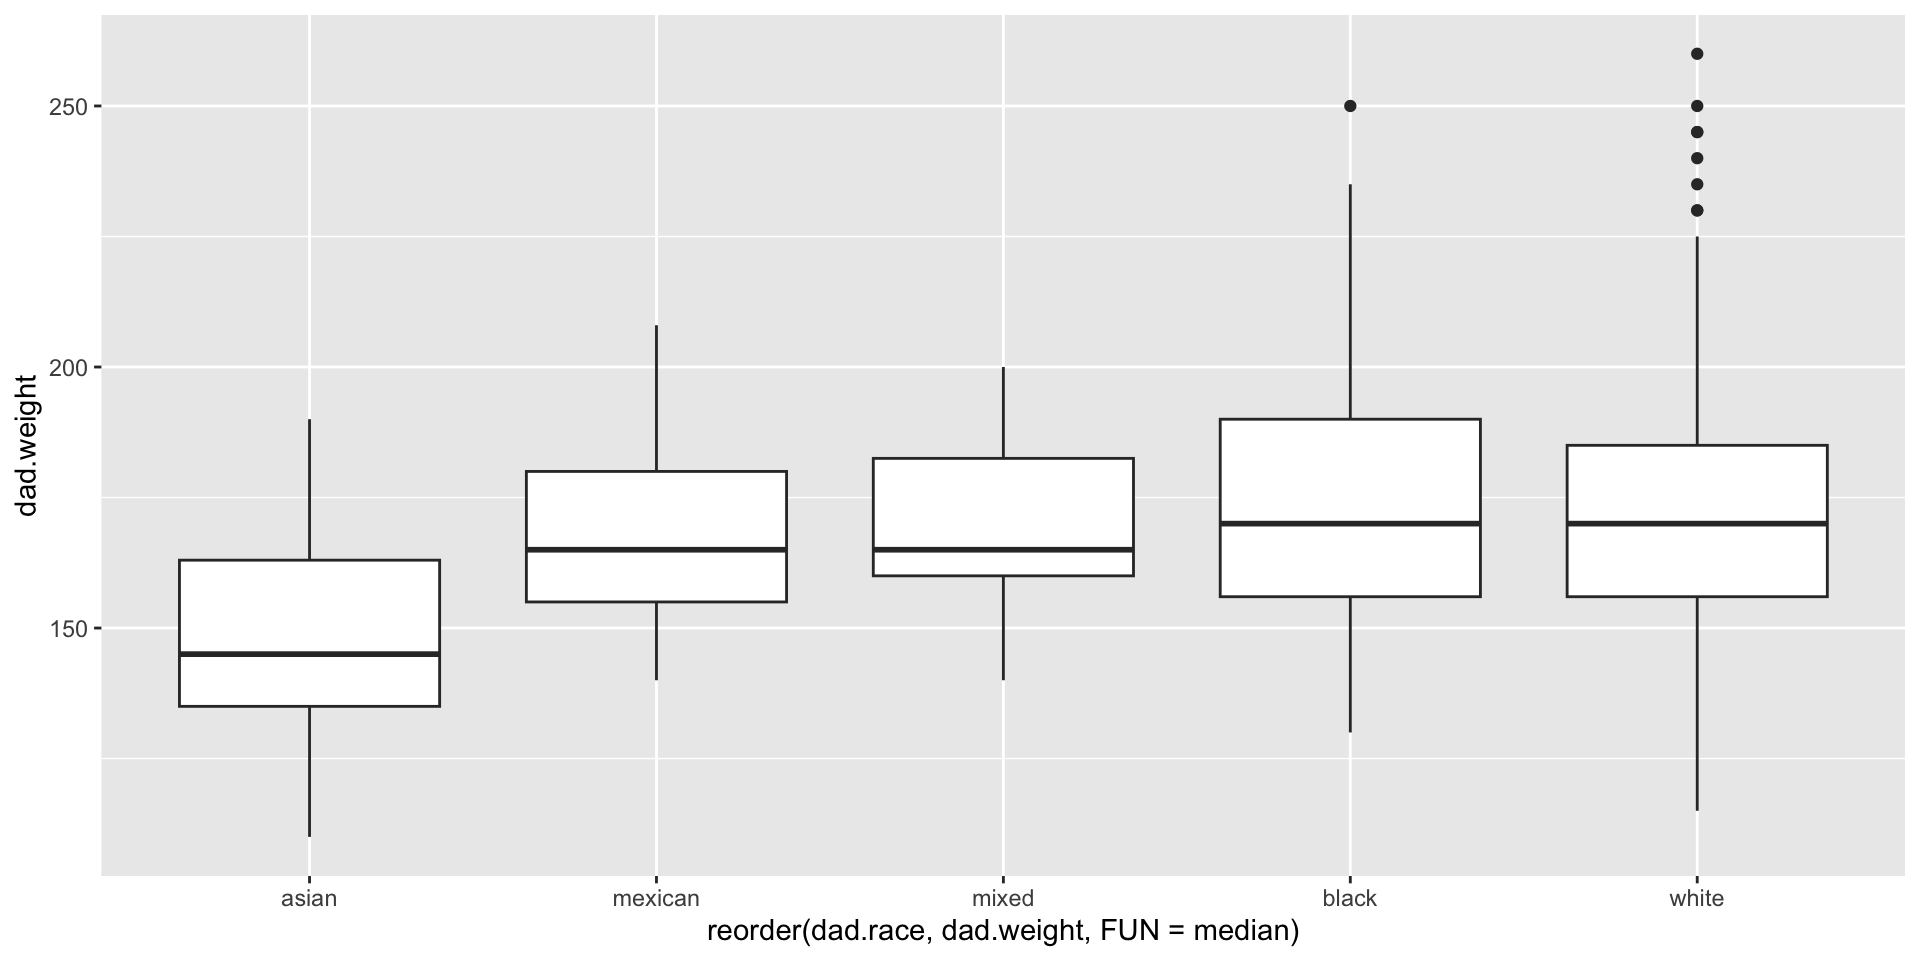 250
200
150
dad.weight
asian mexican mixed black white
reorder(dad.race, dad.weight, FUN = median)